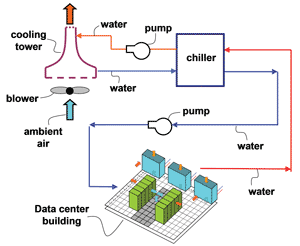 water
pump
cooling
tower
chiller
water
blower
pump
ambient
air
water
water
Data center
building